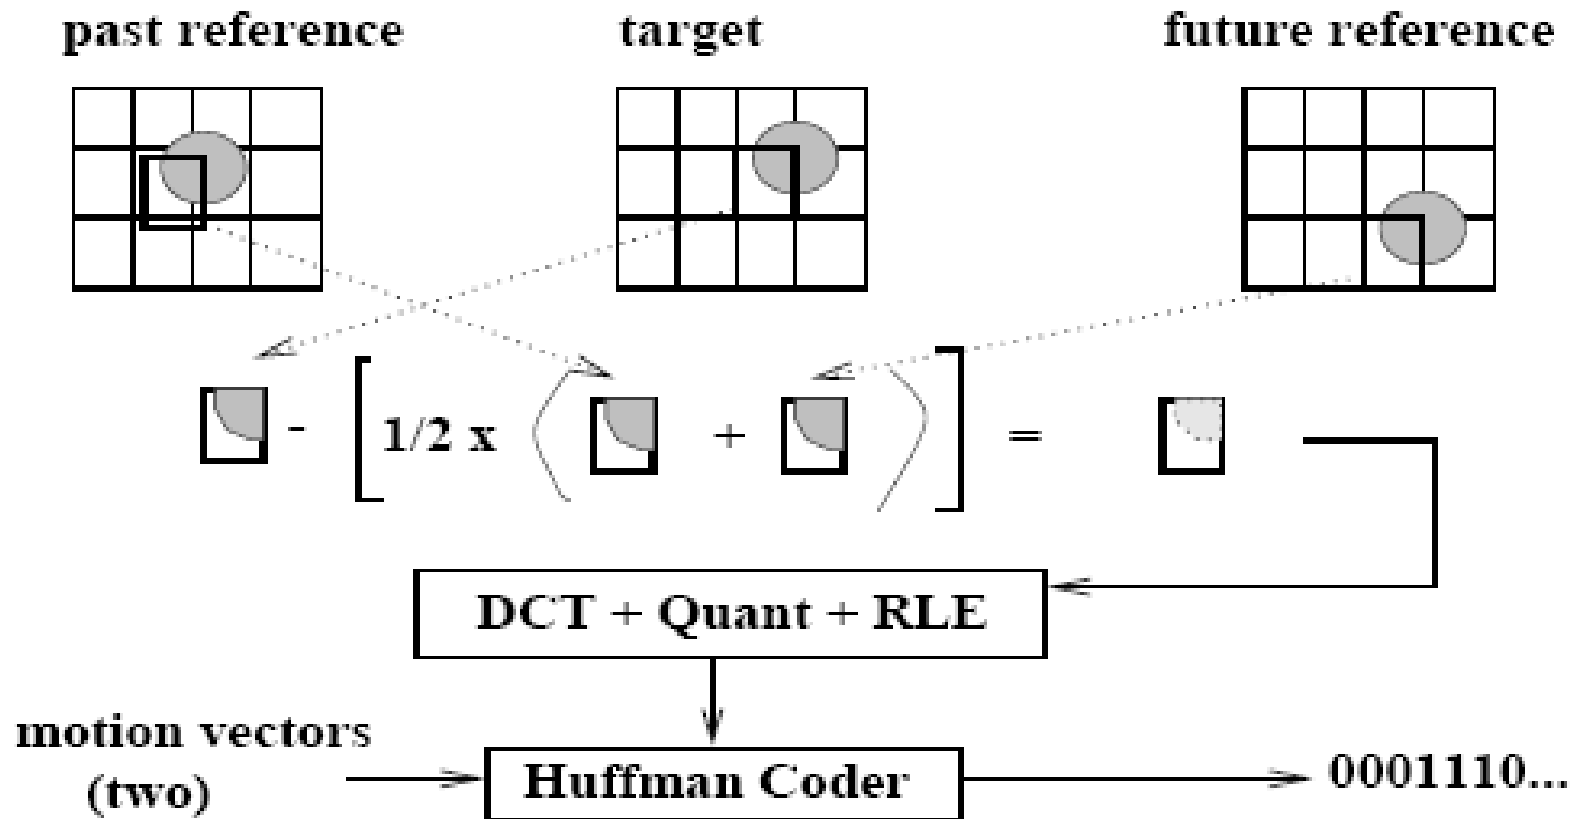 past reference
target
future reference
-
1/2 x
+
=
DCT + Quant + RLE
motion vectors
(two)
Huffman Coder
0001110...